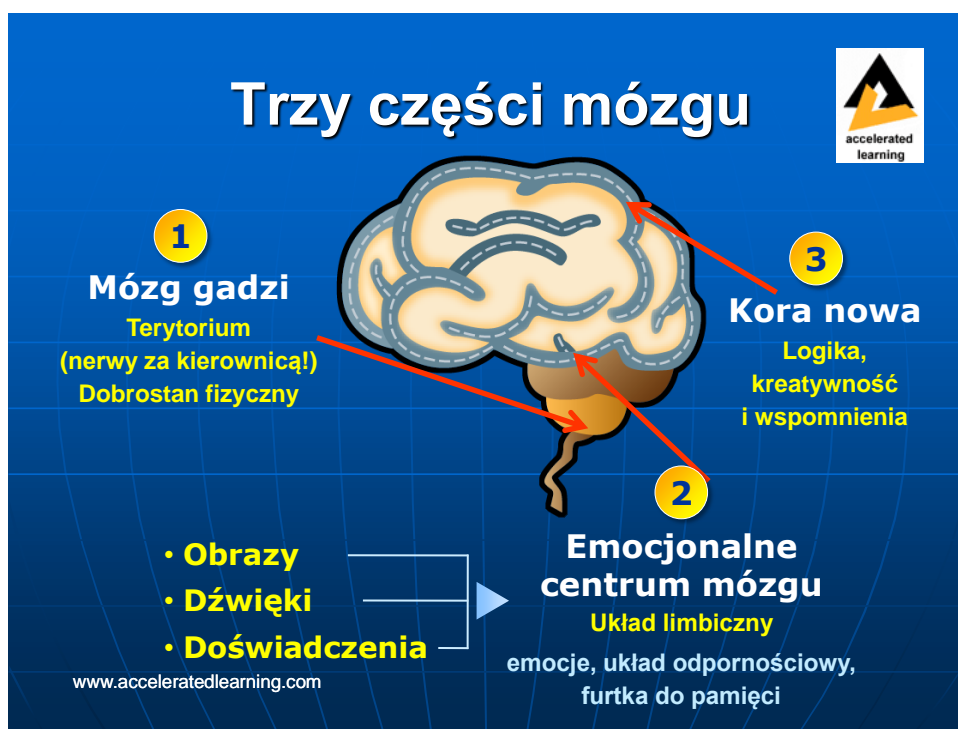 Trzy części mózgu
accelerated
learning
1
Mózg gadzi
Terytorium
(nerwy za kierownicą!)
Dobrostan fizyczny
3
Kora nowa
Logika,
kreatywność
i wspomnienia
2
Emocjonalne
centrum mózgu
Układ limbiczny
emocje, układ odpornościowy,
furtka do pamięci
• Obrazy
• Dźwięki
• Doświadczenia
www.acceleratedlearning.com